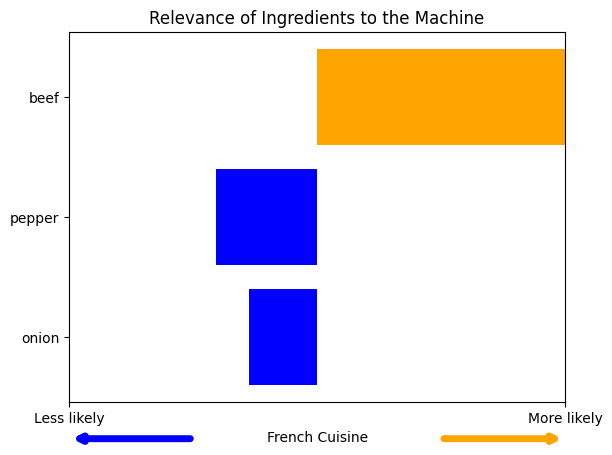 Relevance of Ingredients to the Machine
beef
pepper
onion
Less likely
More likely
French Cuisine